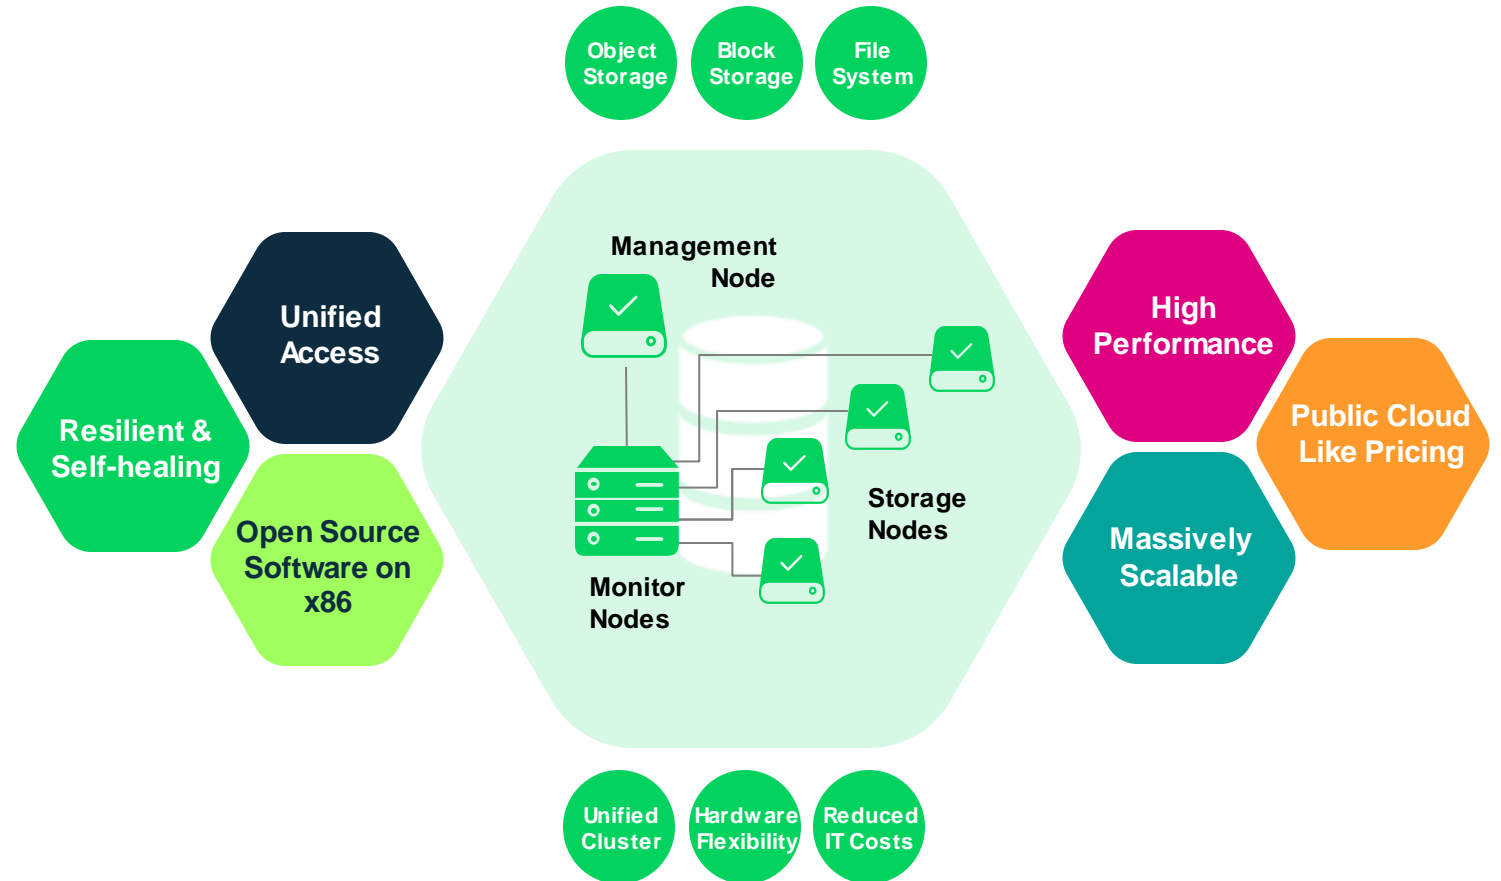 Object
Storage
Block
Storage
File
System
Management
Node
Unified
Access
High
Performance
Resilient &
Self-healing
Public Cloud
Like Pricing
Storage
Nodes
Open Source
Software on
x86
Massively
Scalable
Monitor
Nodes
Unified
Cluster
Hardware
Flexibility
Reduced
IT Costs